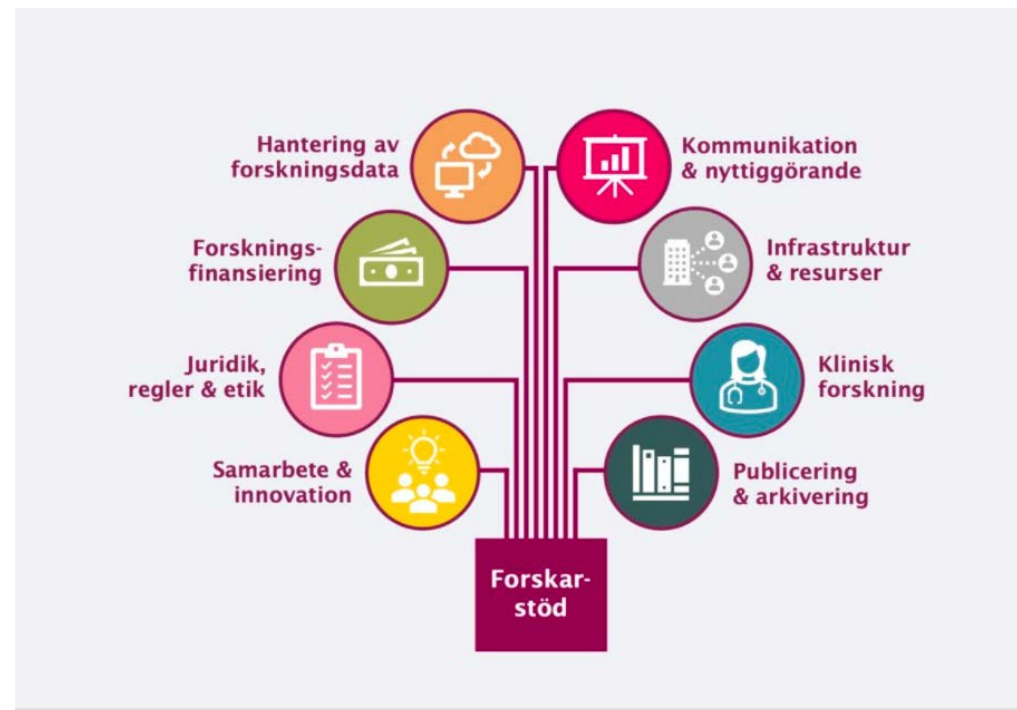 Hantering av
forskningsdata
Kommunikation
& nyttiggörande
Forsknings-
finansiering
Infrastruktur
& resurser
Juridik,
regler & etik
Klinisk
forskning
Samarbete &
innovation
Publicering
& arkivering
Forskar-
stöd